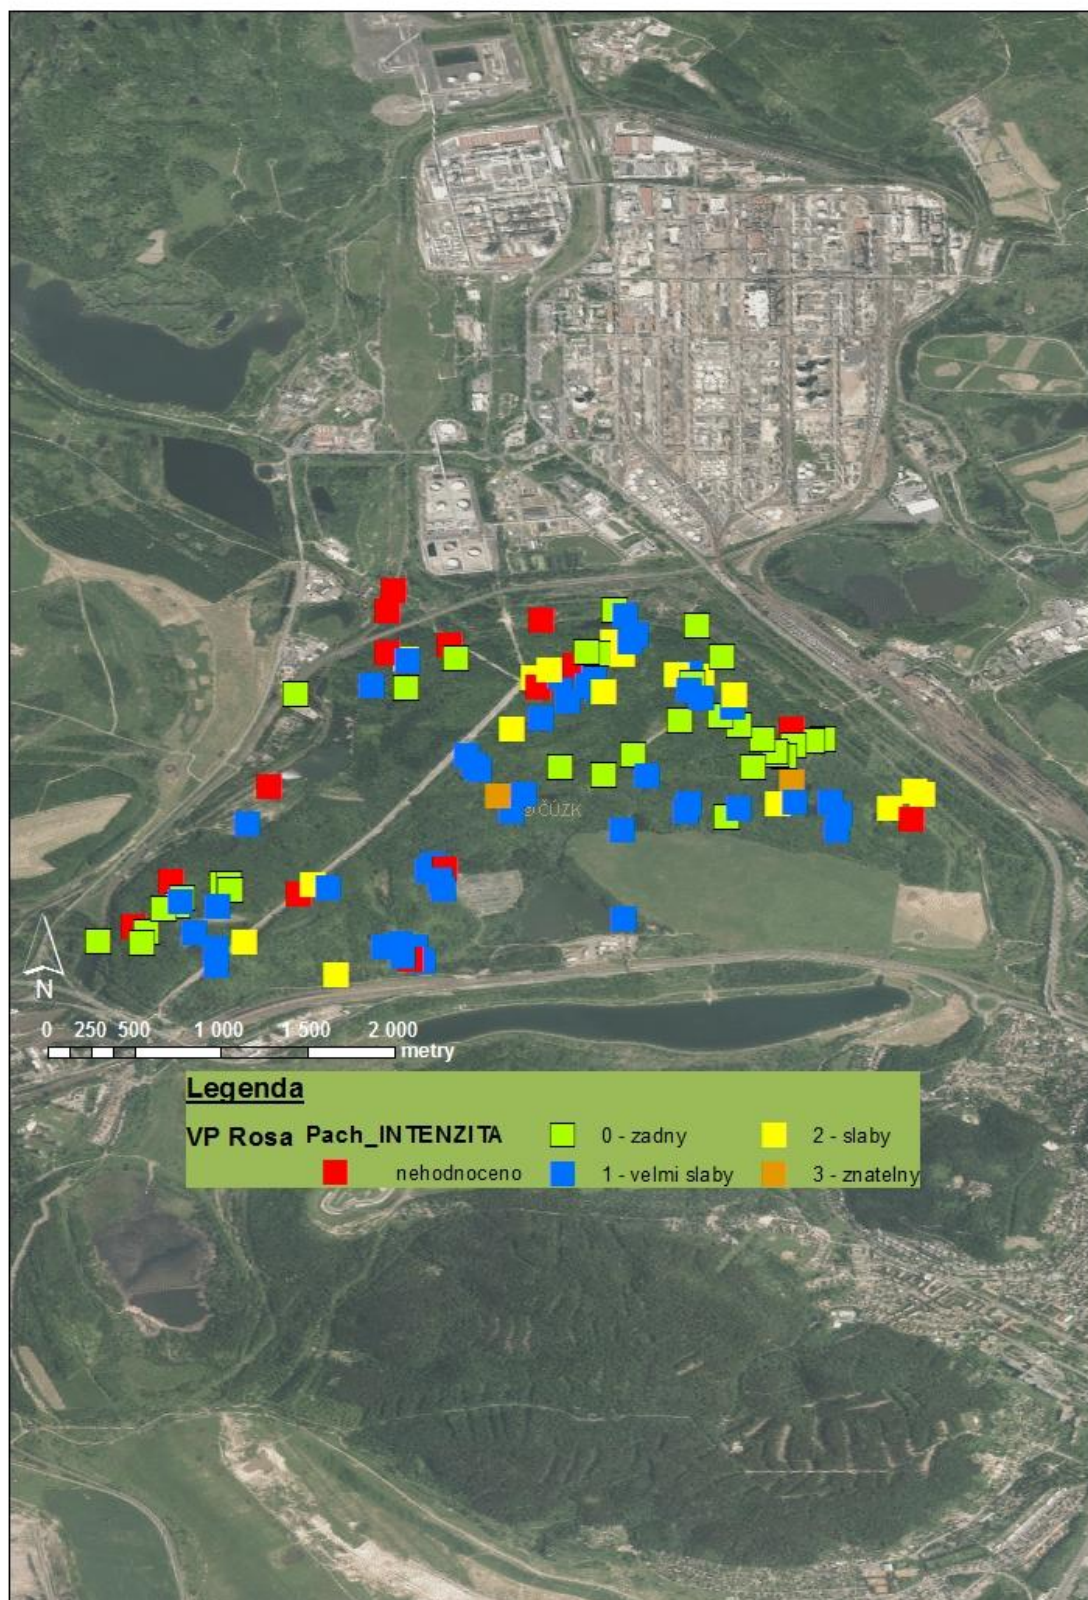 © ČÚZK
N
0 250 500 1 000 1 500 2 000
metry
Legenda
VP Rosa Pach_INTENZITA
0 - zadny
2 - slaby
nehodnoceno
1 - velmi slaby
3 - znatelny